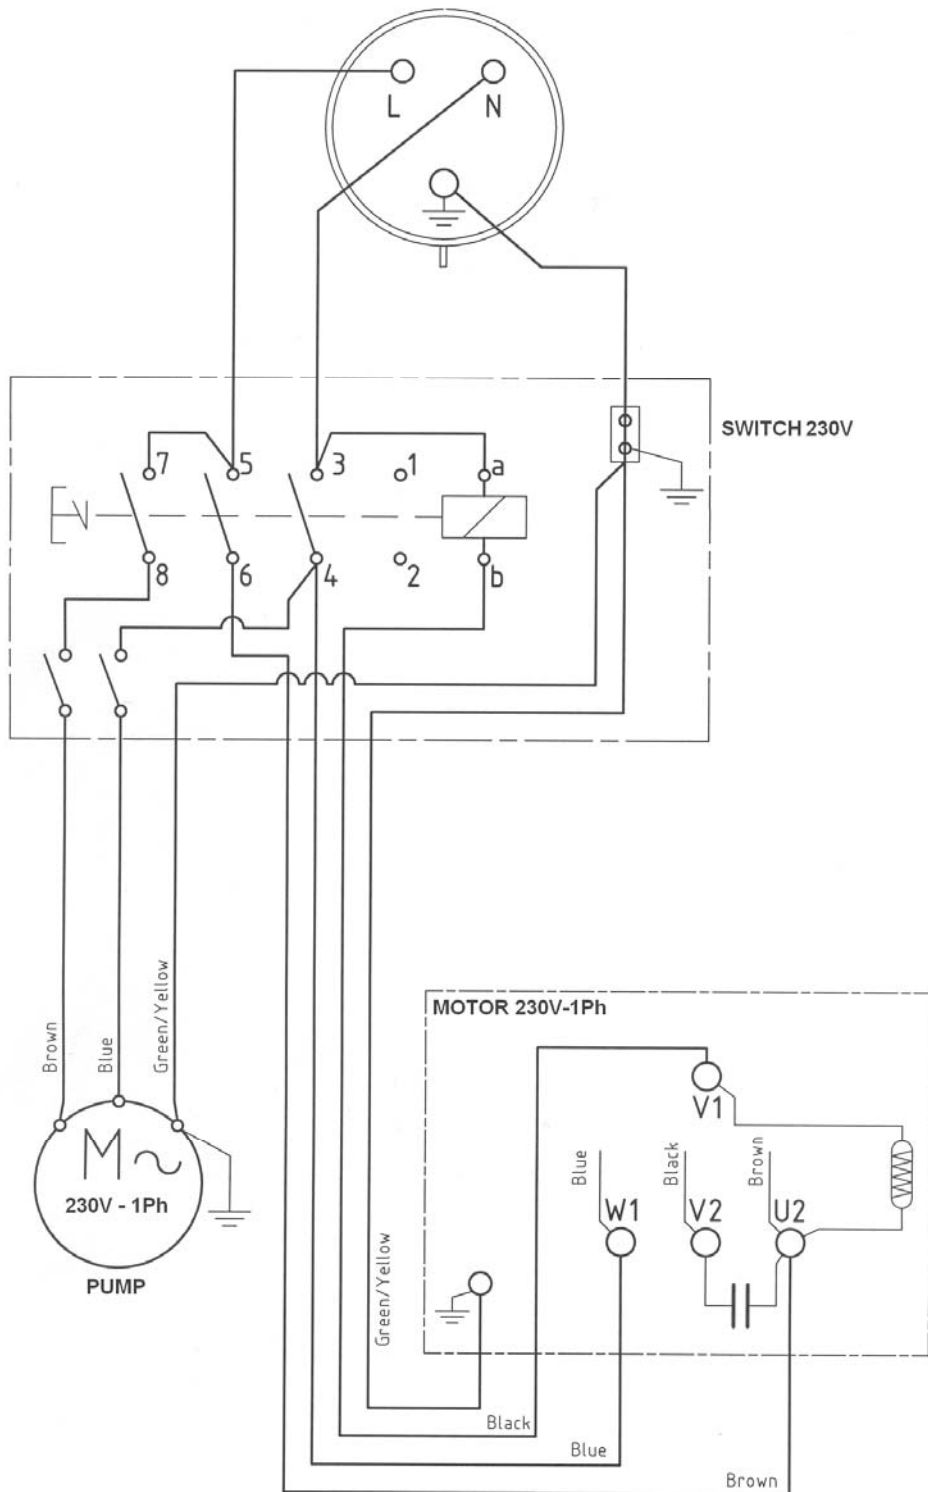 L N
SWITCH 230V
7 5 3 1 a
8 6 4 2 b
Brown
Blue
Green/Yellow
M
230V - 1Ph
PUMP
MOTOR 230V-1Ph
V1
Blue
Black
Brown
W1 V2 U2
Green/Yellow
Black
Blue
Brown